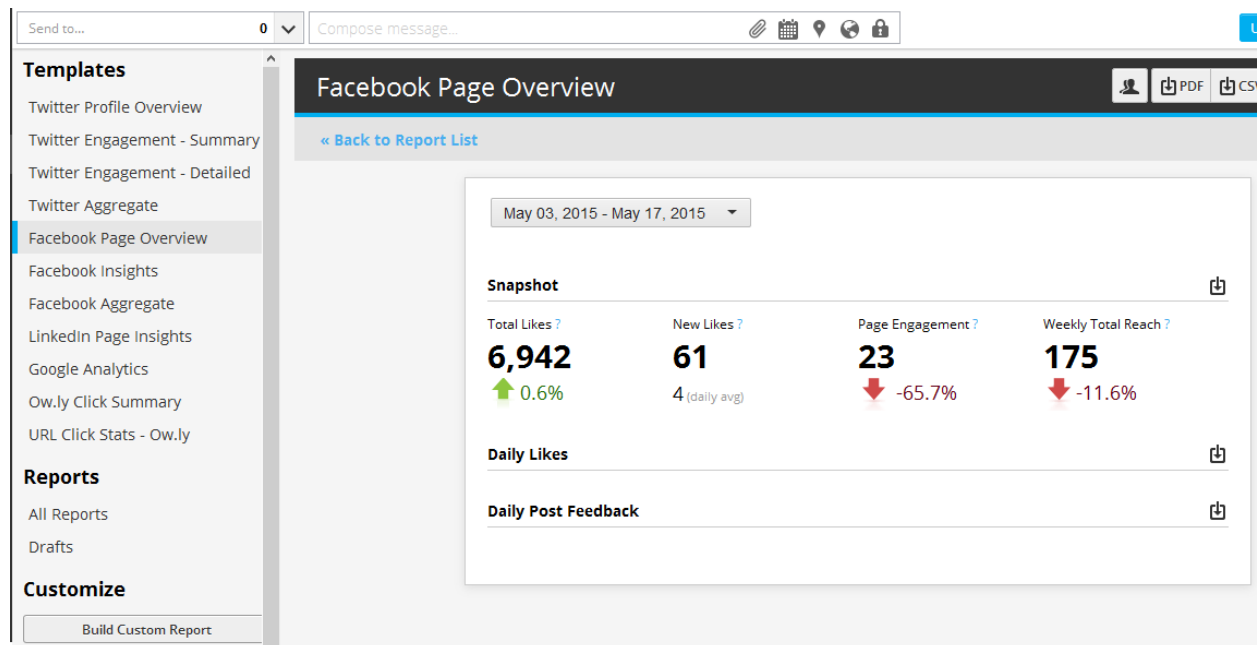 Send to... 0
Compose message...
Templates
Twitter Profile Overview
Twitter Engagement - Summary
Twitter Engagement - Detailed
Twitter Aggregate
Facebook Page Overview
Facebook Insights
Facebook Aggregate
LinkedIn Page Insights
Google Analytics
Ow.ly Click Summary
URL Click Stats - Ow.ly
Reports
All Reports
Drafts
Customize
Build Custom Report
Facebook Page Overview
PDF
« Back to Report List
May 03, 2015 - May 17, 2015
Snapshot
Total Likes ? New Likes ? Page Engagement ? Weekly Total Reach ?
6,942 61 23 175
0.6% 4 (daily avg) -65.7% -11.6%
Daily Likes
Daily Post Feedback